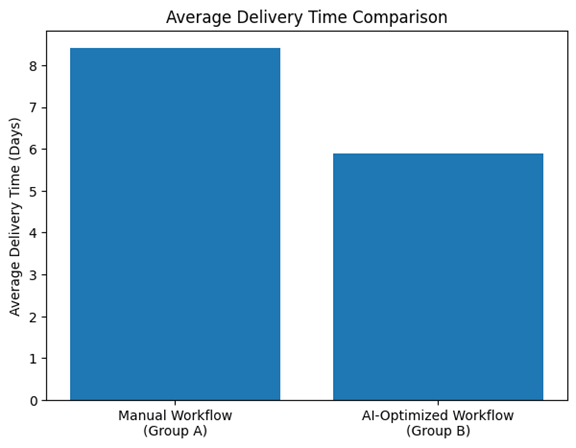 Average Delivery Time Comparison
Average Delivery Time (Days)
8
7
6
5
4
3
2
1
0
Manual Workflow
(Group A)
AI-Optimized Workflow
(Group B)